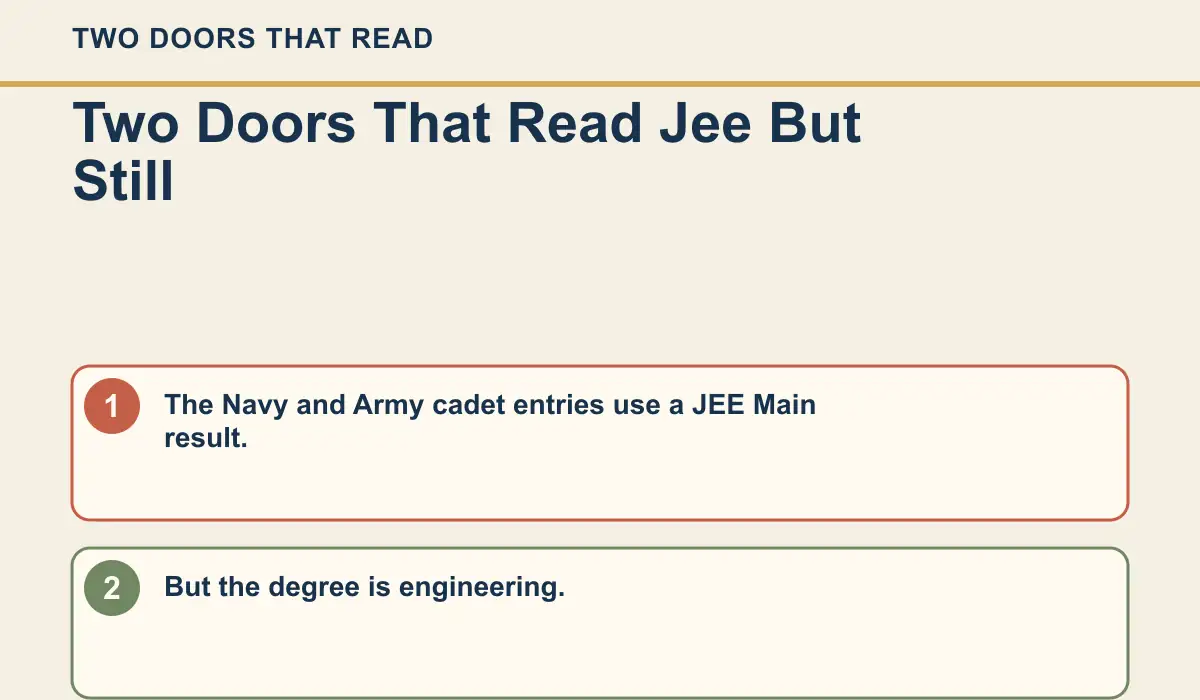 TWO DOORS THAT READ
Two Doors That Read Jee But
Still
1
The Navy and Army cadet entries use a JEE Main
result.
2
But the degree is engineering.